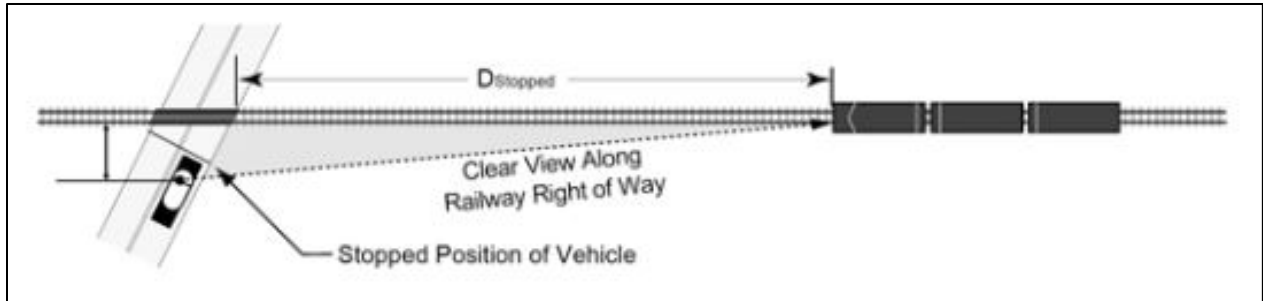 DStopped
Clear View Along
Railway Right of Way
Stopped Position of Vehicle